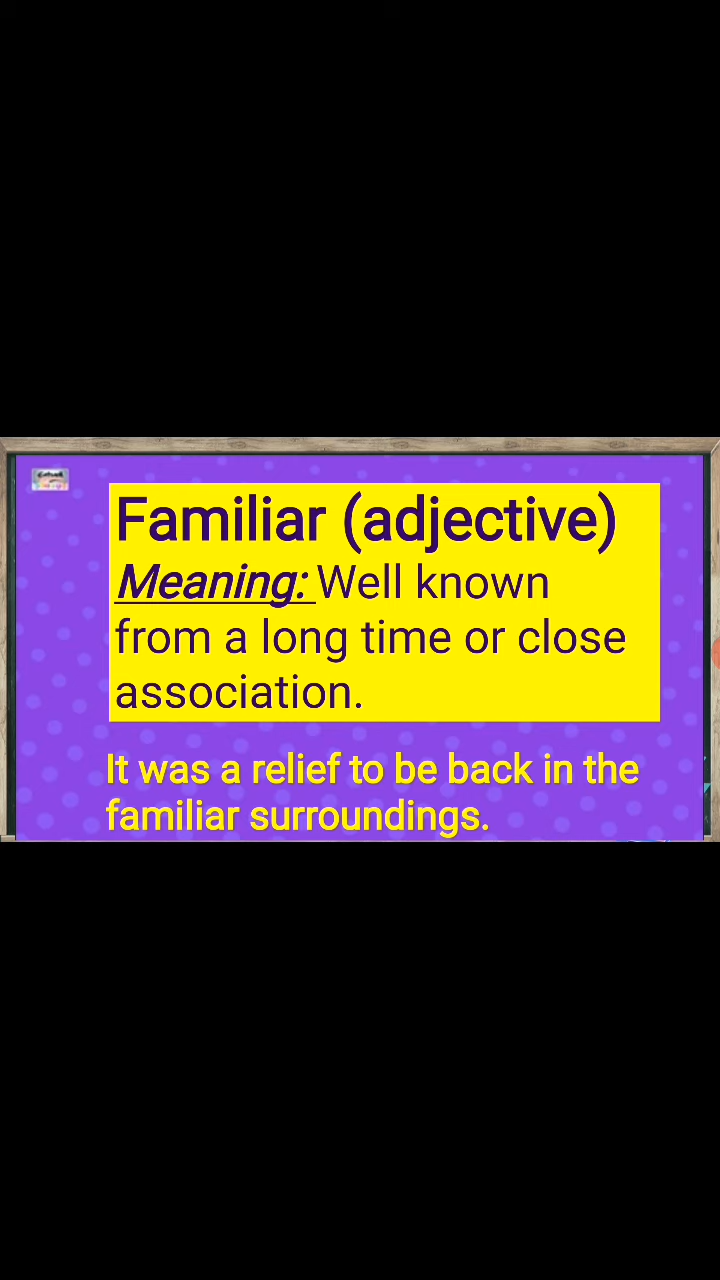 Familiar (adjective)
Meaning: Well known
from a long time or close
association.
It was a relief to be back in the
familiar surroundings.